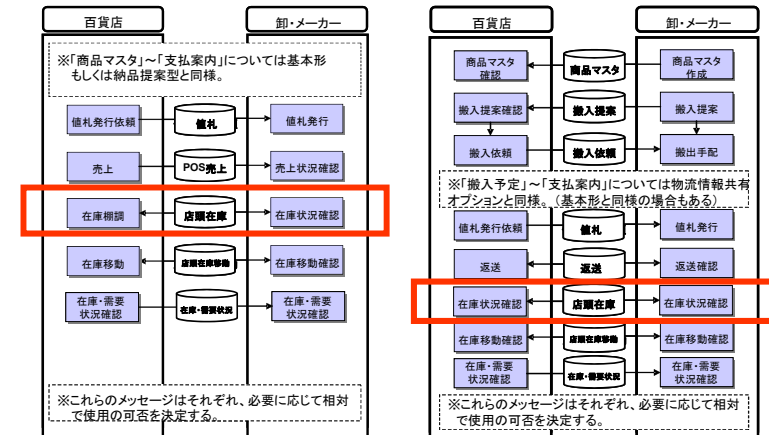 百貨店
卸・メーカー
※「商品マスタ」～「支払案内」については基本形
もしくは納品提案型と同様。
値札発行依頼
値札
値札発行
売上
POS売上
売上状況確認
在庫棚調
店頭在庫
在庫状況確認
在庫移動
店頭在庫移動
在庫移動確認
在庫・需要
状況確認
在庫・需要状況
在庫・需要
状況確認
※これらのメッセージはそれぞれ、必要に応じて相対
で使用の可否を決定する。
百貨店
卸・メーカー
商品マスタ
確認
商品マスタ
商品マスタ
作成
搬入提案確認
搬入提案
搬入提案
搬入依頼
搬入依頼
搬出手配
※「搬入予定」～「支払案内」については物流情報共有
オプションと同様。（基本形と同様の場合もある）
値札発行依頼
値札
値札発行
返送
返送
返送確認
在庫状況確認
店頭在庫
在庫状況確認
在庫移動確認
店頭在庫移動
在庫移動確認
在庫・需要
状況確認
在庫・需要状況
在庫・需要
状況確認
※これらのメッセージはそれぞれ、必要に応じて相対
で使用の可否を決定する。